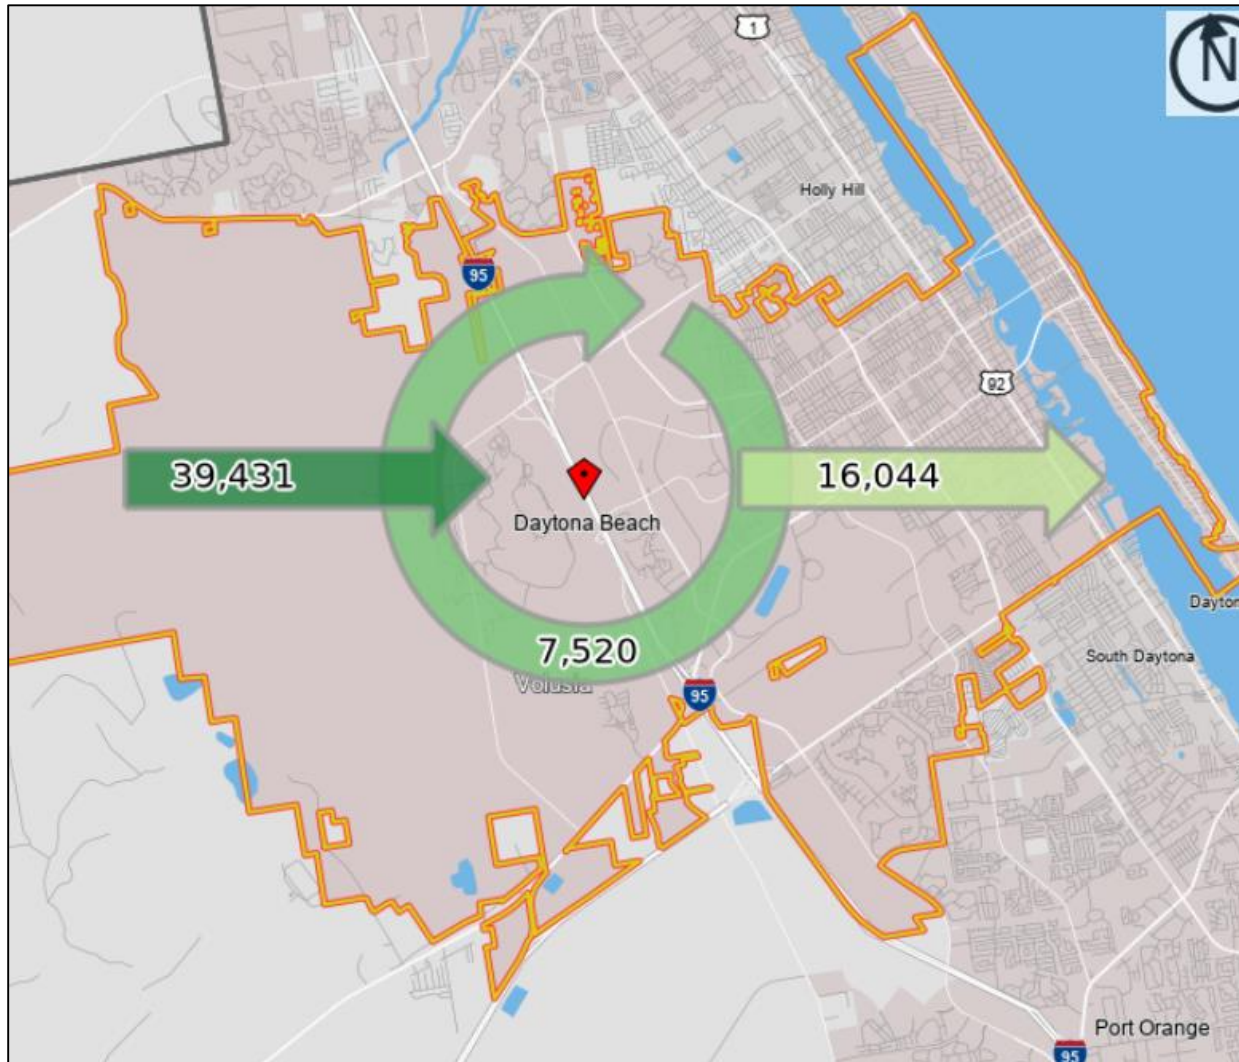 1
N
Holly Hill
95
92
39,431
16,044
Daytona Beach
Dayton
7,520
South Daytona
Volusia
95
Port Orange
95